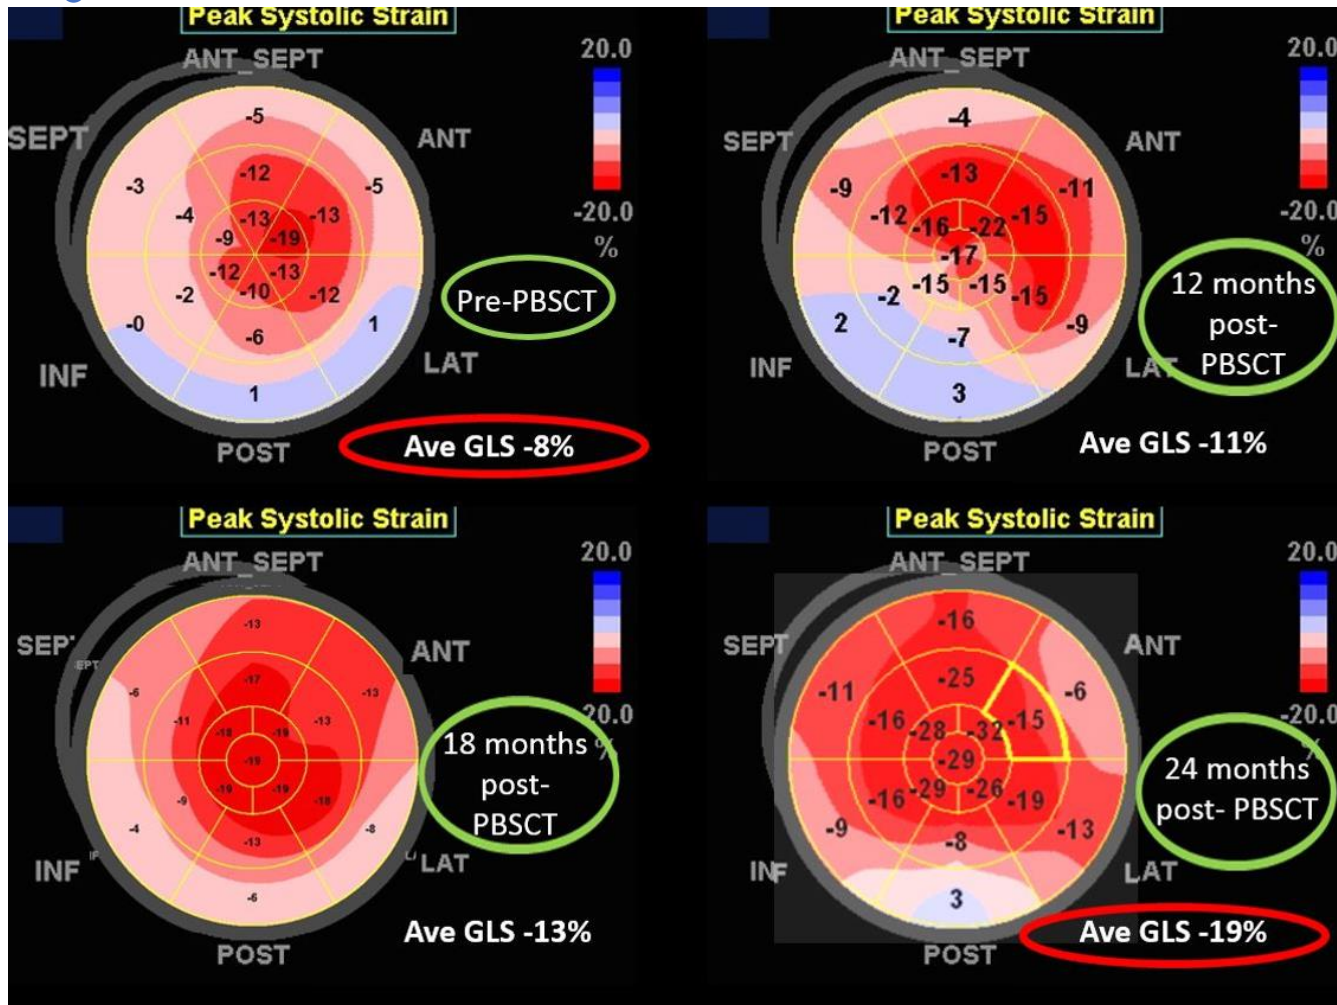 Peak Systolic Strain
ANT_SEPT
20.0
SEPT
ANT
-5
-3
-5
-12
-4
-13
-13
-9
-19
-20.0
%
-12
-13
-2
-10
-12
-0
-6
1
1
INF
LAT
POST
Pre-PBSCT
Ave GLS -8%
Peak Systolic Strain
ANT_SEPT
20.0
SEPT
ANT
-4
-13
-9
-11
-12
-16
-22
-15
-20.0
%
-17
-15
-15
-2
-15
2
-7
-9
3
INF
LAT
POST
12 months
post-
PBSCT
Ave GLS -11%
Peak Systolic Strain
ANT_SEPT
20.0
SEPT
EPT
ANT
-13
-17
-6
-13
-11
-13
-18
-19
20.0
%
-19
-19
-19
-9
-18
-4
-13
-8
-6
INF
LAT
POST
18 months
post-
PBSCT
Ave GLS -13%
Peak Systolic Strain
ANT_SEPT
20.0
SEPT
ANT
-16
-25
-11
-6
-16
-28
-32
-15
-20.0
%
-29
-16
-29
-26
-19
-9
-8
-13
3
INF
LAT
POST
24 months
post- PBSCT
Ave GLS -19%